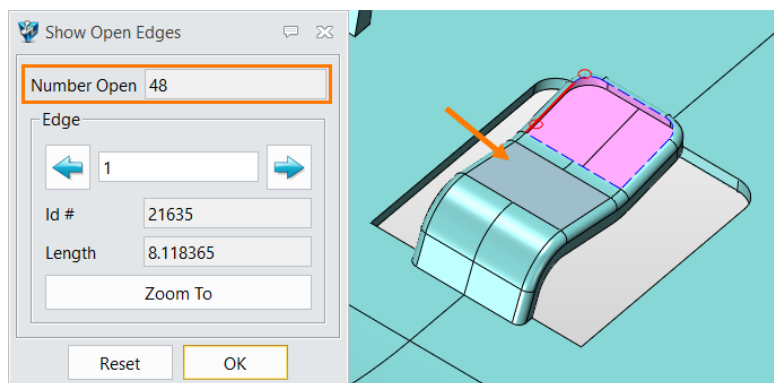 Show Open Edges
Number Open 48
Edge
1
Id # 21635
Length 8.118365
Zoom To
Reset OK